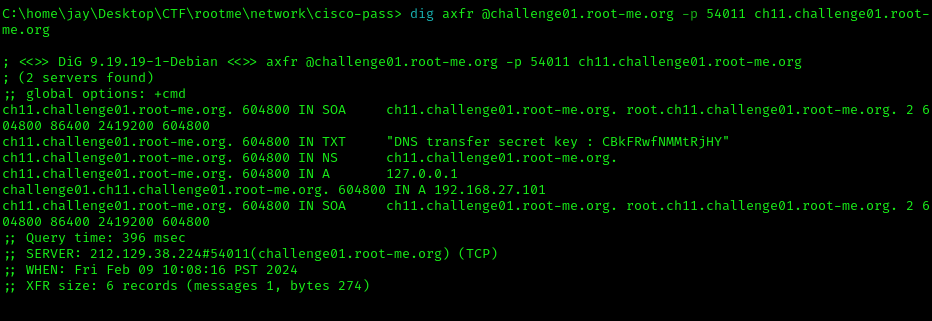 C:\home\jay\Desktop\CTF\rootme\network\cisco-pass> dig axfr @challenge01.root-me.org -p 54011 ch11.challenge01.root-
me.org
; <<>> DiG 9.19.19-1-Debian <<>> axfr @challenge01.root-me.org -p 54011 ch11.challenge01.root-me.org
; (2 servers found)
;; global options: +cmd
ch11.challenge01.root-me.org. 604800 IN SOA     ch11.challenge01.root-me.org. root.ch11.challenge01.root-me.org. 2 6
04800 86400 2419200 604800
ch11.challenge01.root-me.org. 604800 IN TXT     "DNS transfer secret key : CBkFRwfNMMtRjHY"
ch11.challenge01.root-me.org. 604800 IN NS      ch11.challenge01.root-me.org.
ch11.challenge01.root-me.org. 604800 IN A       127.0.0.1
challenge01.ch11.challenge01.root-me.org. 604800 IN A 192.168.27.101
ch11.challenge01.root-me.org. 604800 IN SOA     ch11.challenge01.root-me.org. root.ch11.challenge01.root-me.org. 2 6
04800 86400 2419200 604800
;; Query time: 396 msec
;; SERVER: 212.129.38.224#54011(challenge01.root-me.org) (TCP)
;; WHEN: Fri Feb 09 10:08:16 PST 2024
;; XFR size: 6 records (messages 1, bytes 274)